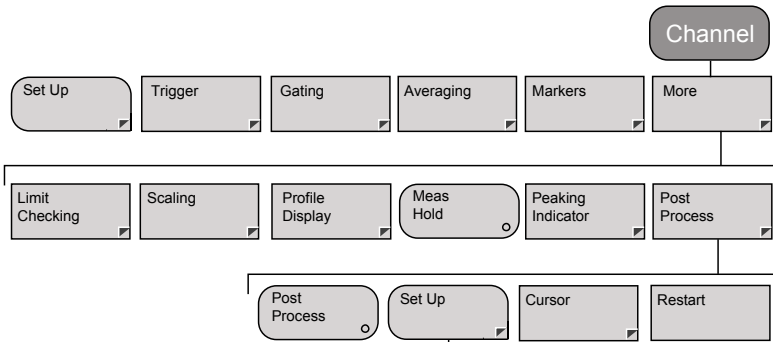 Channel
Set Up
Trigger
Gating
Averaging
Markers
More
Limit
Checking
Scaling
Profile
Display
Meas
Hold
Peaking
Indicator
Post
Process
Post
Process
Set Up
Cursor
Restart